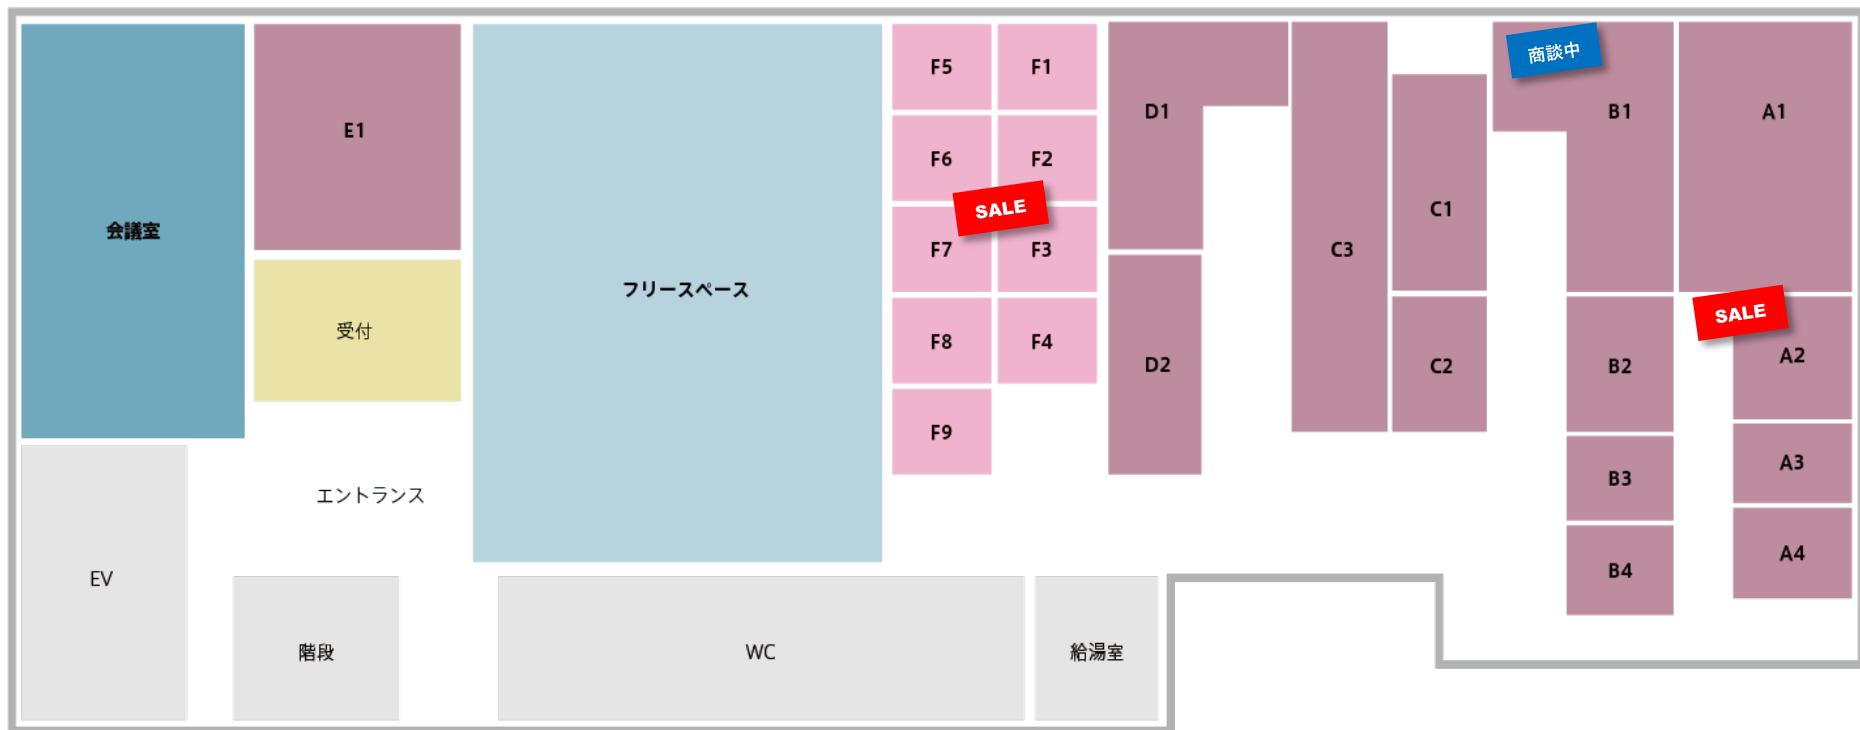 会議室
E1
受付
エントランス
EV
階段
フリースペース
WC
給湯室
F5
F1
F6
F2
SALE
F7
F3
F8
F4
F9
D1
D2
C3
C1
C2
商談中
B1
B2
B3
B4
A1
SALE
A2
A3
A4